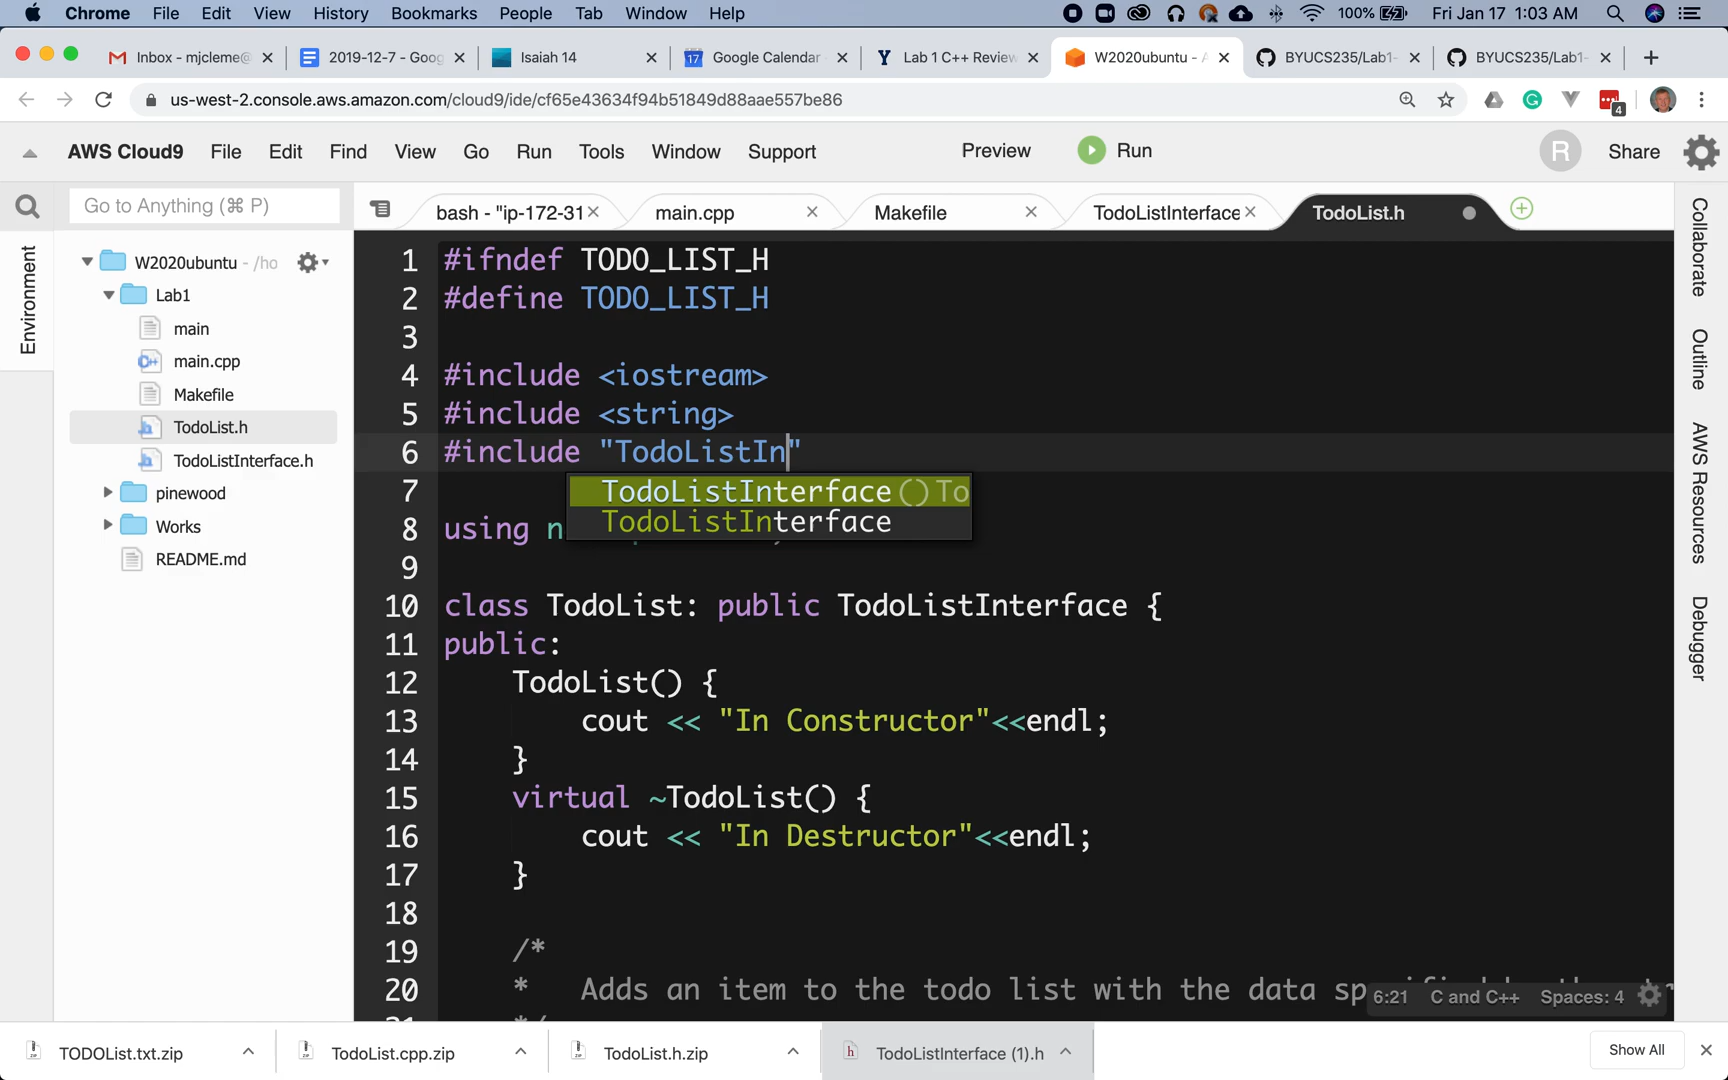 Chrome File Edit View History Bookmarks People Tab Window Help 100% Fri Jan 17 1:03 AM
Inbox - mjcleme@ 2019-12-7 - Goog Isaiah 14 17 Google Calendar - Y Lab 1 C++ Review W2020ubuntu - A BYUCS235/Lab1- BYUCS235/Lab1-
us-west-2.console.aws.amazon.com/cloud9/ide/cf65e43634f94b51849d88aae557be86 4
AWS Cloud9 File Edit Find View Go Run Tools Window Support Preview Run R Share
Go to Anything (⌘ P) bash - "ip-172-31 main.cpp Makefile TodoListInterface TodoList.h
Environment
W2020ubuntu - /ho
Lab1
main
main.cpp
Makefile
TodoList.h
TodoListInterface.h
pinewood
Works
README.md
1 #ifndef TODO_LIST_H
2 #define TODO_LIST_H
3
4 #include <iostream>
5 #include <string>
6 #include "TodoListIn"
7 TodoListInterface()To
TodoListInterface
8 using n
9
10 class TodoList: public TodoListInterface {
11 public:
12 TodoList() {
13 cout << "In Constructor"<<endl;
14 }
15 virtual ~TodoList() {
16 cout << "In Destructor"<<endl;
17 }
18
19 /*
20 * Adds an item to the todo list with the data sp
6:21 C and C++ Spaces: 4
Collaborate
Outline
AWS Resources
Debugger
TODOList.txt.zip TodoList.cpp.zip TodoList.h.zip TodoListInterface (1).h Show All